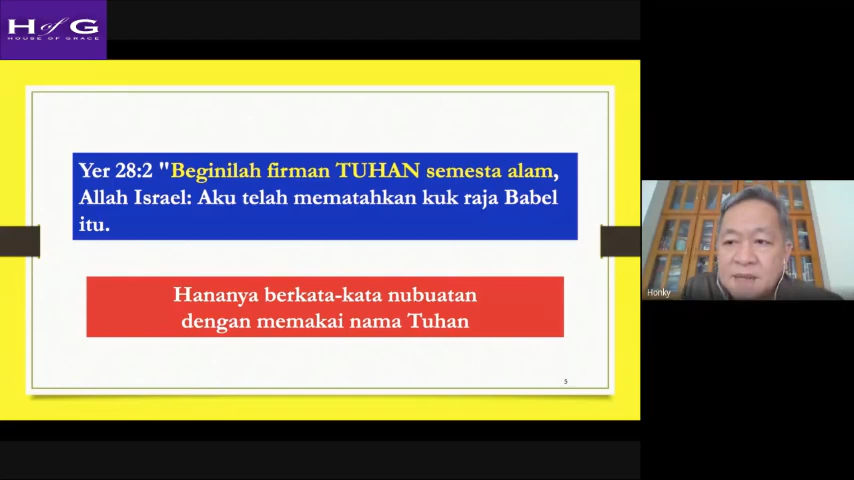 H of G
HOUSE OF GRACE
Yer 28:2 "Beginilah firman TUHAN semesta alam,
Allah Israel: Aku telah mematahkan kuk raja Babel
itu.
Hananya berkata-kata nubuatan
dengan memakai nama Tuhan
5
Honky